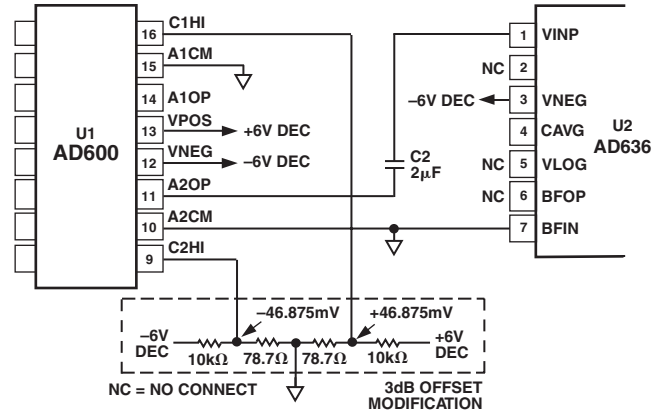 C1HI
16
A1CM
15
A1OP
14
VPOS
13
+6V DEC
VNEG
12
–6V DEC
A2OP
11
A2CM
10
C2HI
9
U1
AD600
C2
2μF
1
VINP
NC
2
–6V DEC
3
VNEG
4
CAVG
NC
5
VLOG
NC
6
BFOP
7
BFIN
U2
AD636
–46.875mV
+46.875mV
–6V
DEC
10kΩ
78.7Ω
78.7Ω
10kΩ
+6V
DEC
NC = NO CONNECT
3dB OFFSET
MODIFICATION